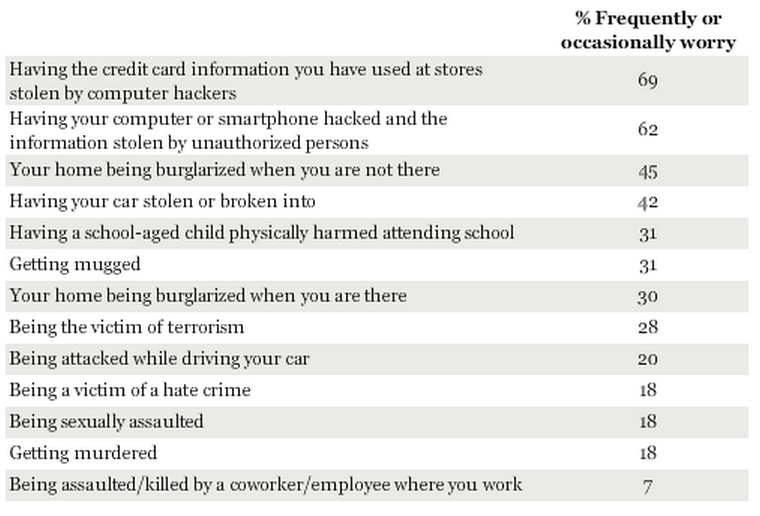 % Frequently or
occasionally worry
Having the credit card information you have used at stores
stolen by computer hackers 69
Having your computer or smartphone hacked and the
information stolen by unauthorized persons 62
Your home being burglarized when you are not there 45
Having your car stolen or broken into 42
Having a school-aged child physically harmed attending school 31
Getting mugged 31
Your home being burglarized when you are there 30
Being the victim of terrorism 28
Being attacked while driving your car 20
Being a victim of a hate crime 18
Being sexually assaulted 18
Getting murdered 18
Being assaulted/killed by a coworker/employee where you work 7